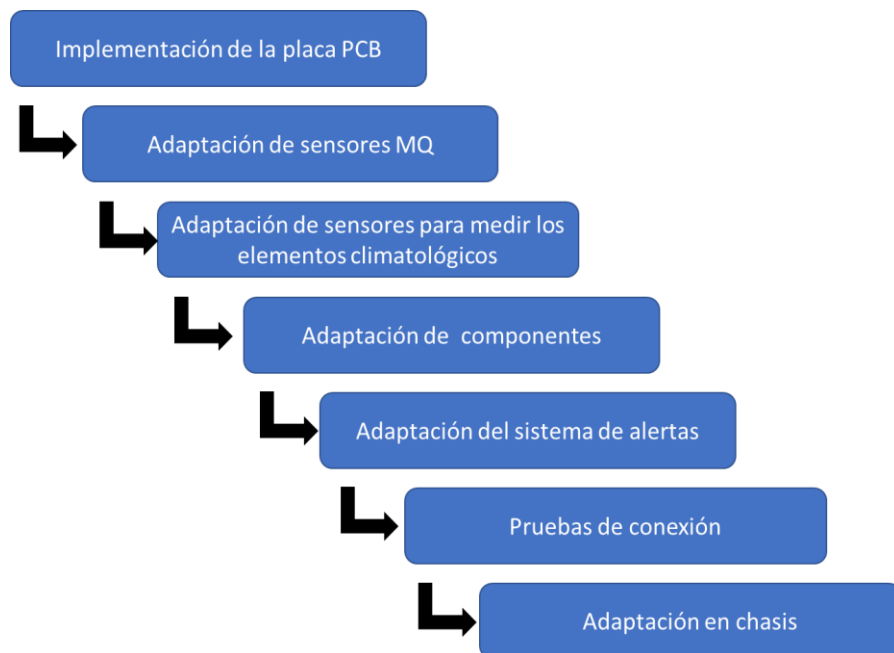 Implementación de la placa PCB
Adaptación de sensores MQ
Adaptación de sensores para medir los
elementos climatológicos
Adaptación de  componentes
Adaptación del sistema de alertas
Pruebas de conexión
Adaptación en chasis